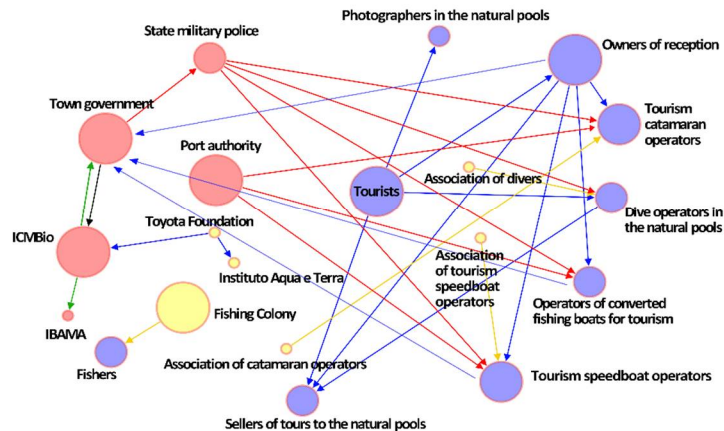 Photographers in the natural pools
State military police
Owners of reception
Town government
Tourism
catamaran
operators
Port authority
Association of divers
Tourists
Dive operators in
the natural pools
Toyota Foundation
ICMBio
Association
of tourism
speedboat
operators
Instituto Aqua e Terra
Operators of converted
fishing boats for tourism
Fishing Colony
IBAMA
Association of catamaran operators
Fishers
Tourism speedboat operators
Sellers of tours to the natural pools